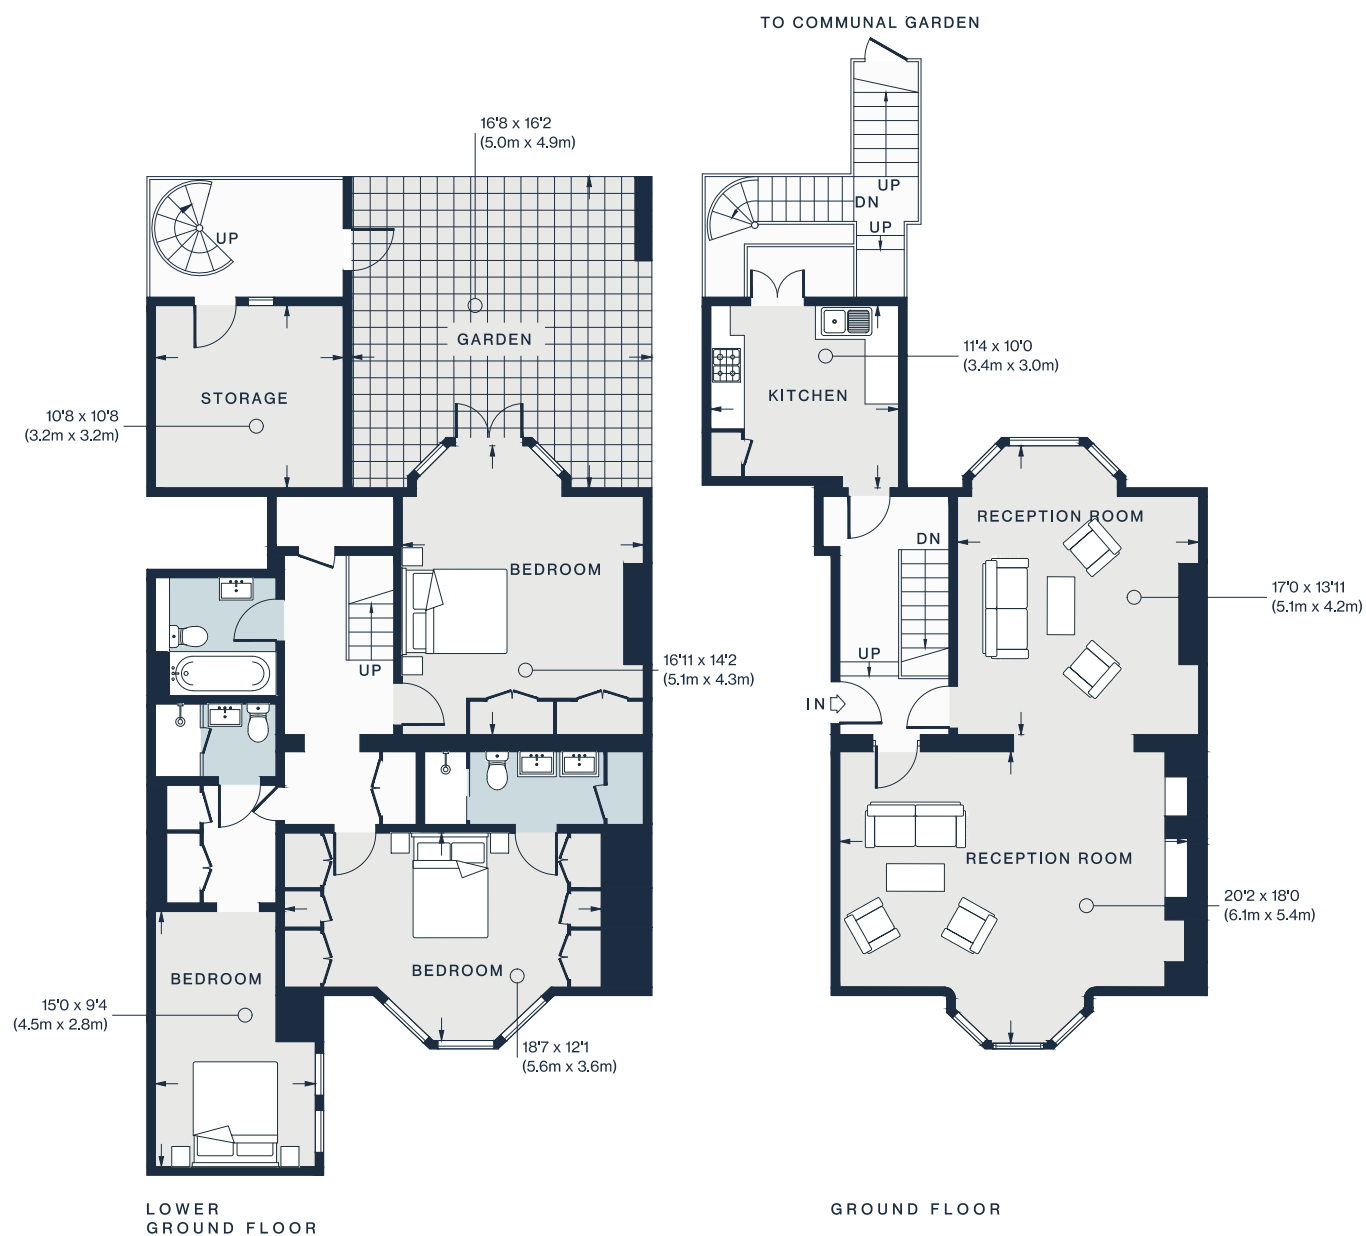 TO COMMUNAL GARDEN
16'8 x 16'2
(5.0m x 4.9m)
UP
DN
UP
UP
GARDEN
STORAGE
10'8 x 10'8
(3.2m x 3.2m)
11'4 x 10'0
(3.4m x 3.0m)
KITCHEN
RECEPTION ROOM
DN
BEDROOM
17'0 x 13'11
(5.1m x 4.2m)
UP
UP
16'11 x 14'2
(5.1m x 4.3m)
IN
RECEPTION ROOM
20'2 x 18'0
(6.1m x 5.4m)
BEDROOM
BEDROOM
15'0 x 9'4
(4.5m x 2.8m)
18'7 x 12'1
(5.6m x 3.6m)
LOWER
GROUND FLOOR
GROUND FLOOR